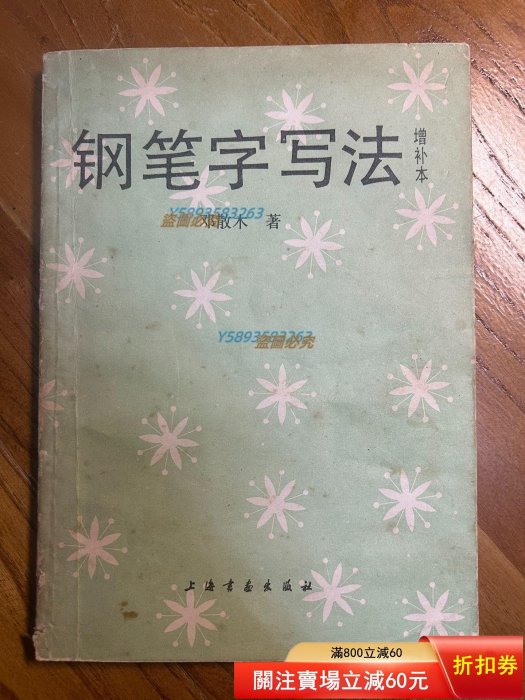 钢笔字写法
增补本
Y5893583263
盗圖必究
邓散木 著
Y5893583263
盗圖必究
上海书画出版社
滿800立減60
關注賣場立減60元
折扣券